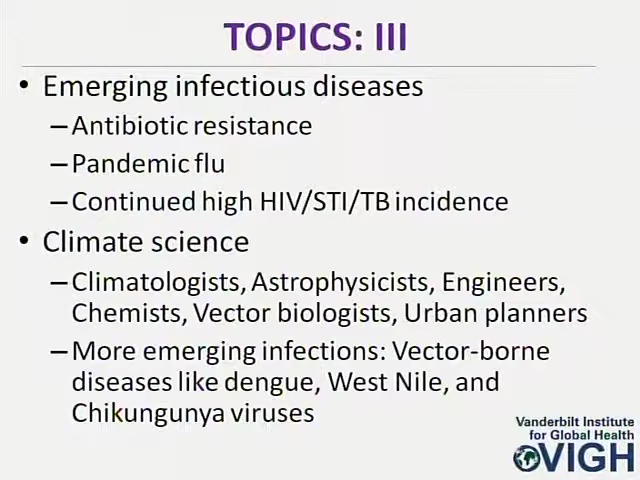 TOPICS: III
• Emerging infectious diseases
–Antibiotic resistance
–Pandemic flu
–Continued high HIV/STI/TB incidence
• Climate science
–Climatologists, Astrophysicists, Engineers,
Chemists, Vector biologists, Urban planners
–More emerging infections: Vector-borne
diseases like dengue, West Nile, and
Chikungunya viruses
Vanderbilt Institute
for Global Health
VIGH